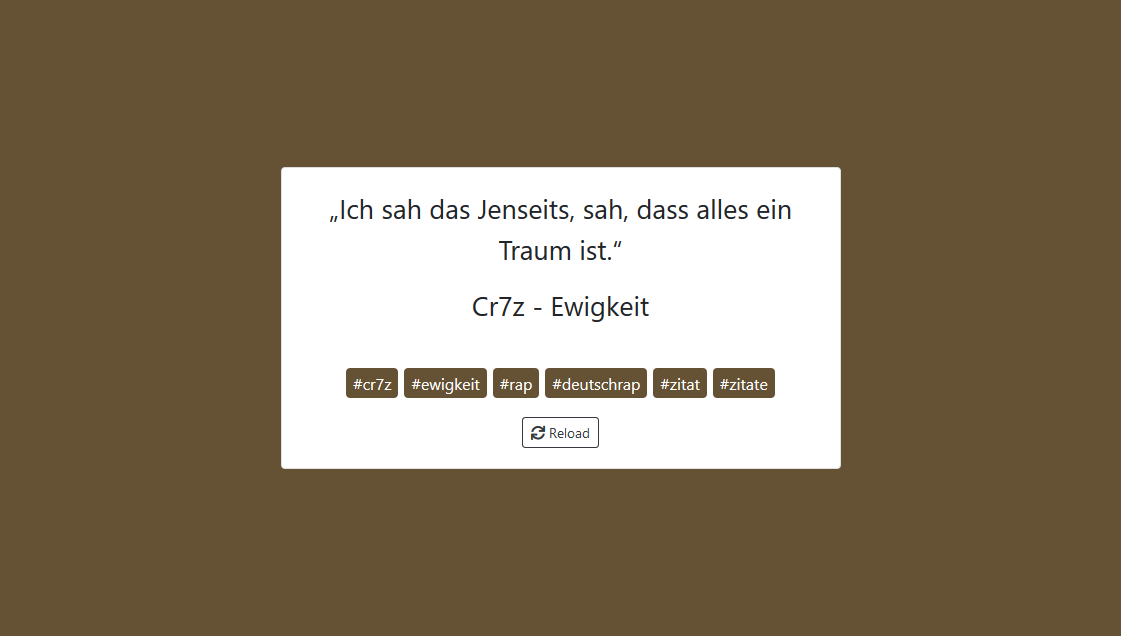 „Ich sah das Jenseits, sah, dass alles ein
Traum ist.“
Cr7z - Ewigkeit
#cr7z #ewigkeit #rap #deutschrap #zitat #zitate
Reload